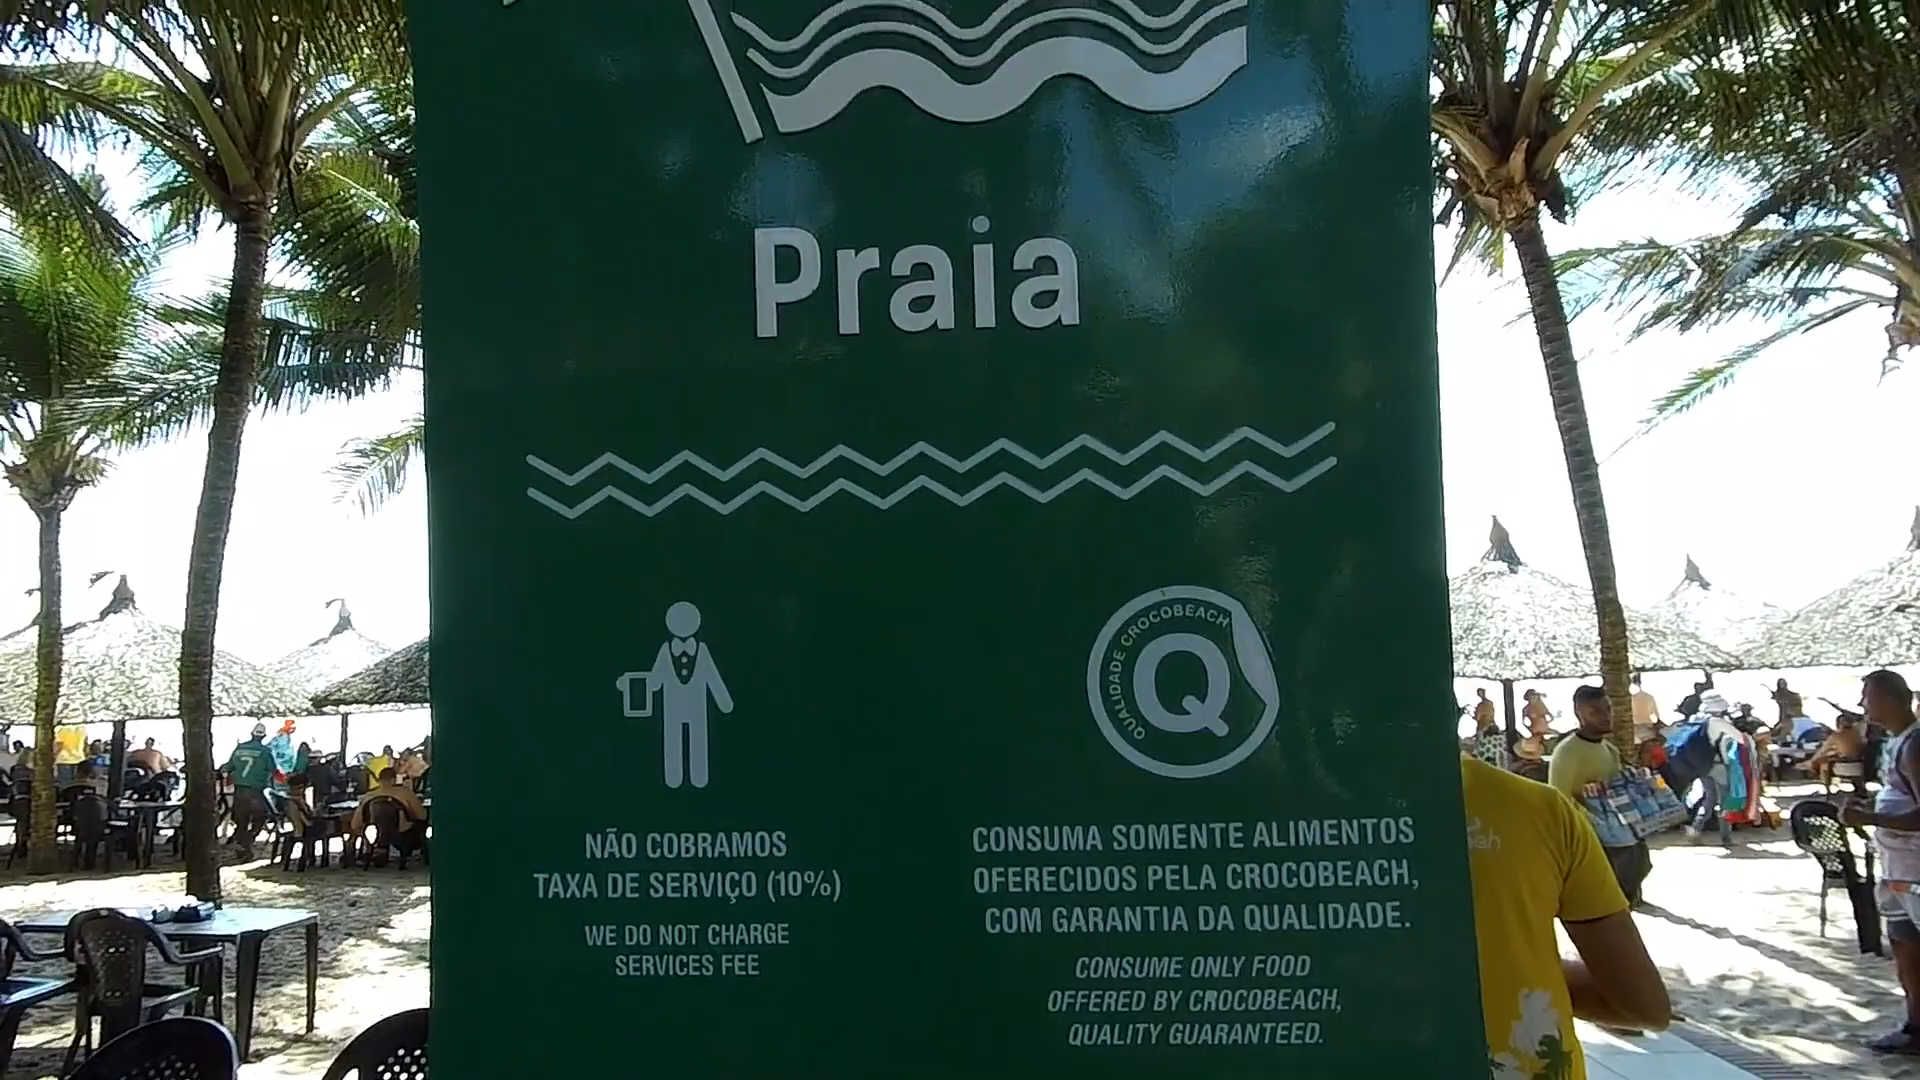 Praia
QUALIDADE CROCOBEACH
Q
NÃO COBRAMOS
TAXA DE SERVIÇO (10%)
WE DO NOT CHARGE
SERVICES FEE
CONSUMA SOMENTE ALIMENTOS
OFERECIDOS PELA CROCOBEACH,
COM GARANTIA DA QUALIDADE.
CONSUME ONLY FOOD
OFFERED BY CROCOBEACH,
QUALITY GUARANTEED.
7